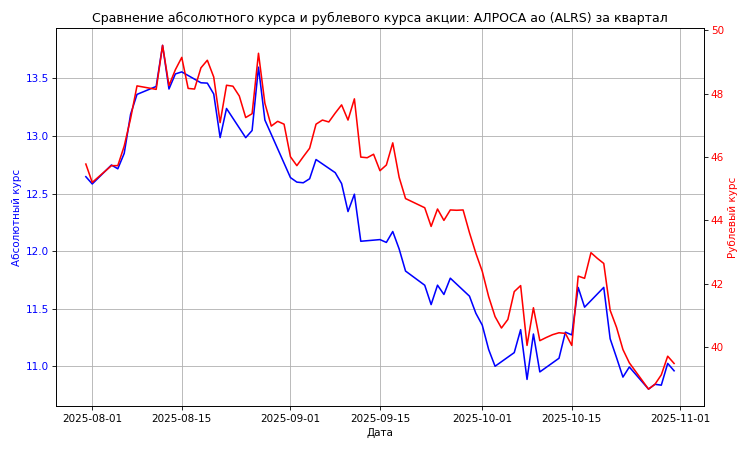 Сравнение абсолютного курса и рублевого курса акции: АЛРОСА ао (ALRS) за квартал
50
13.5
48
13.0
46
12.5
44
12.0
42
11.5
40
11.0
Абсолютный курс
Рублевый курс
2025-08-01 2025-08-15 2025-09-01 2025-09-15 2025-10-01 2025-10-15 2025-11-01
Дата